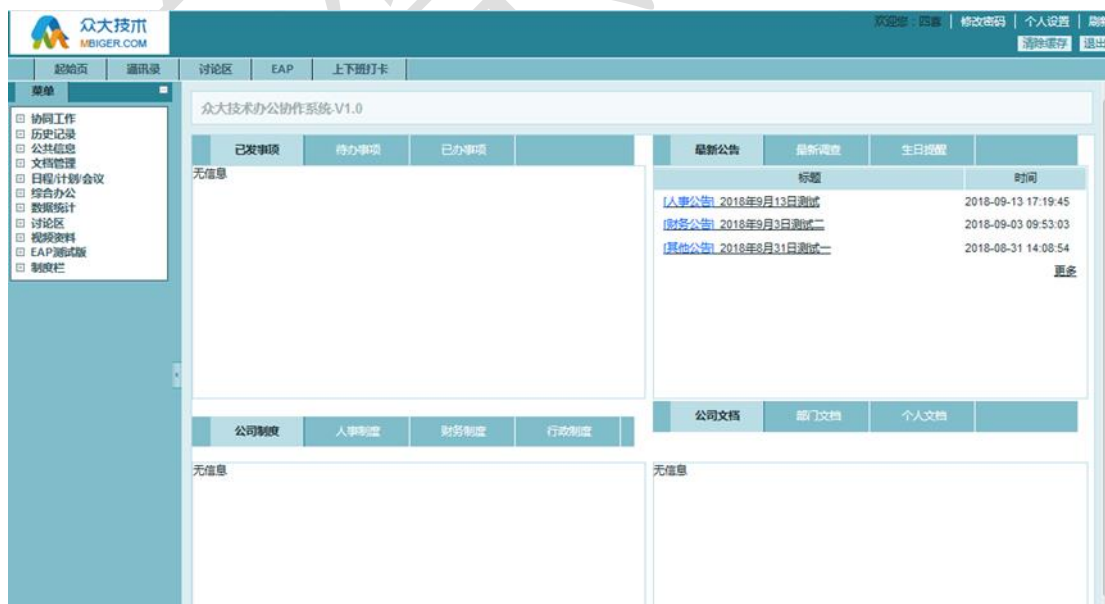 众大技术
MBIGER.COM
欢迎您：四客 | 修改密码 | 个人设置 | 刷新
清除缓存 退出
起始页 通讯录 讨论区 EAP 上下班打卡
菜单
协同工作
历史记录
公共信息
文档管理
日程/计划/会议
综合办公
数据统计
讨论区
视频资料
EAP测试版
制度栏
众大技术办公协作系统-V1.0
已发事项 待办事项 已办事项
无信息
最新公告 最新调查 生日提醒
标题 时间
[人事公告] 2018年9月13日测试 2018-09-13 17:19:45
[财务公告] 2018年9月3日测试二 2018-09-03 09:53:03
[其他公告] 2018年8月31日测试一 2018-08-31 14:08:54
更多
公司制度 人事制度 财务制度 行政制度
无信息
公司文档 部门文档 个人文档
无信息